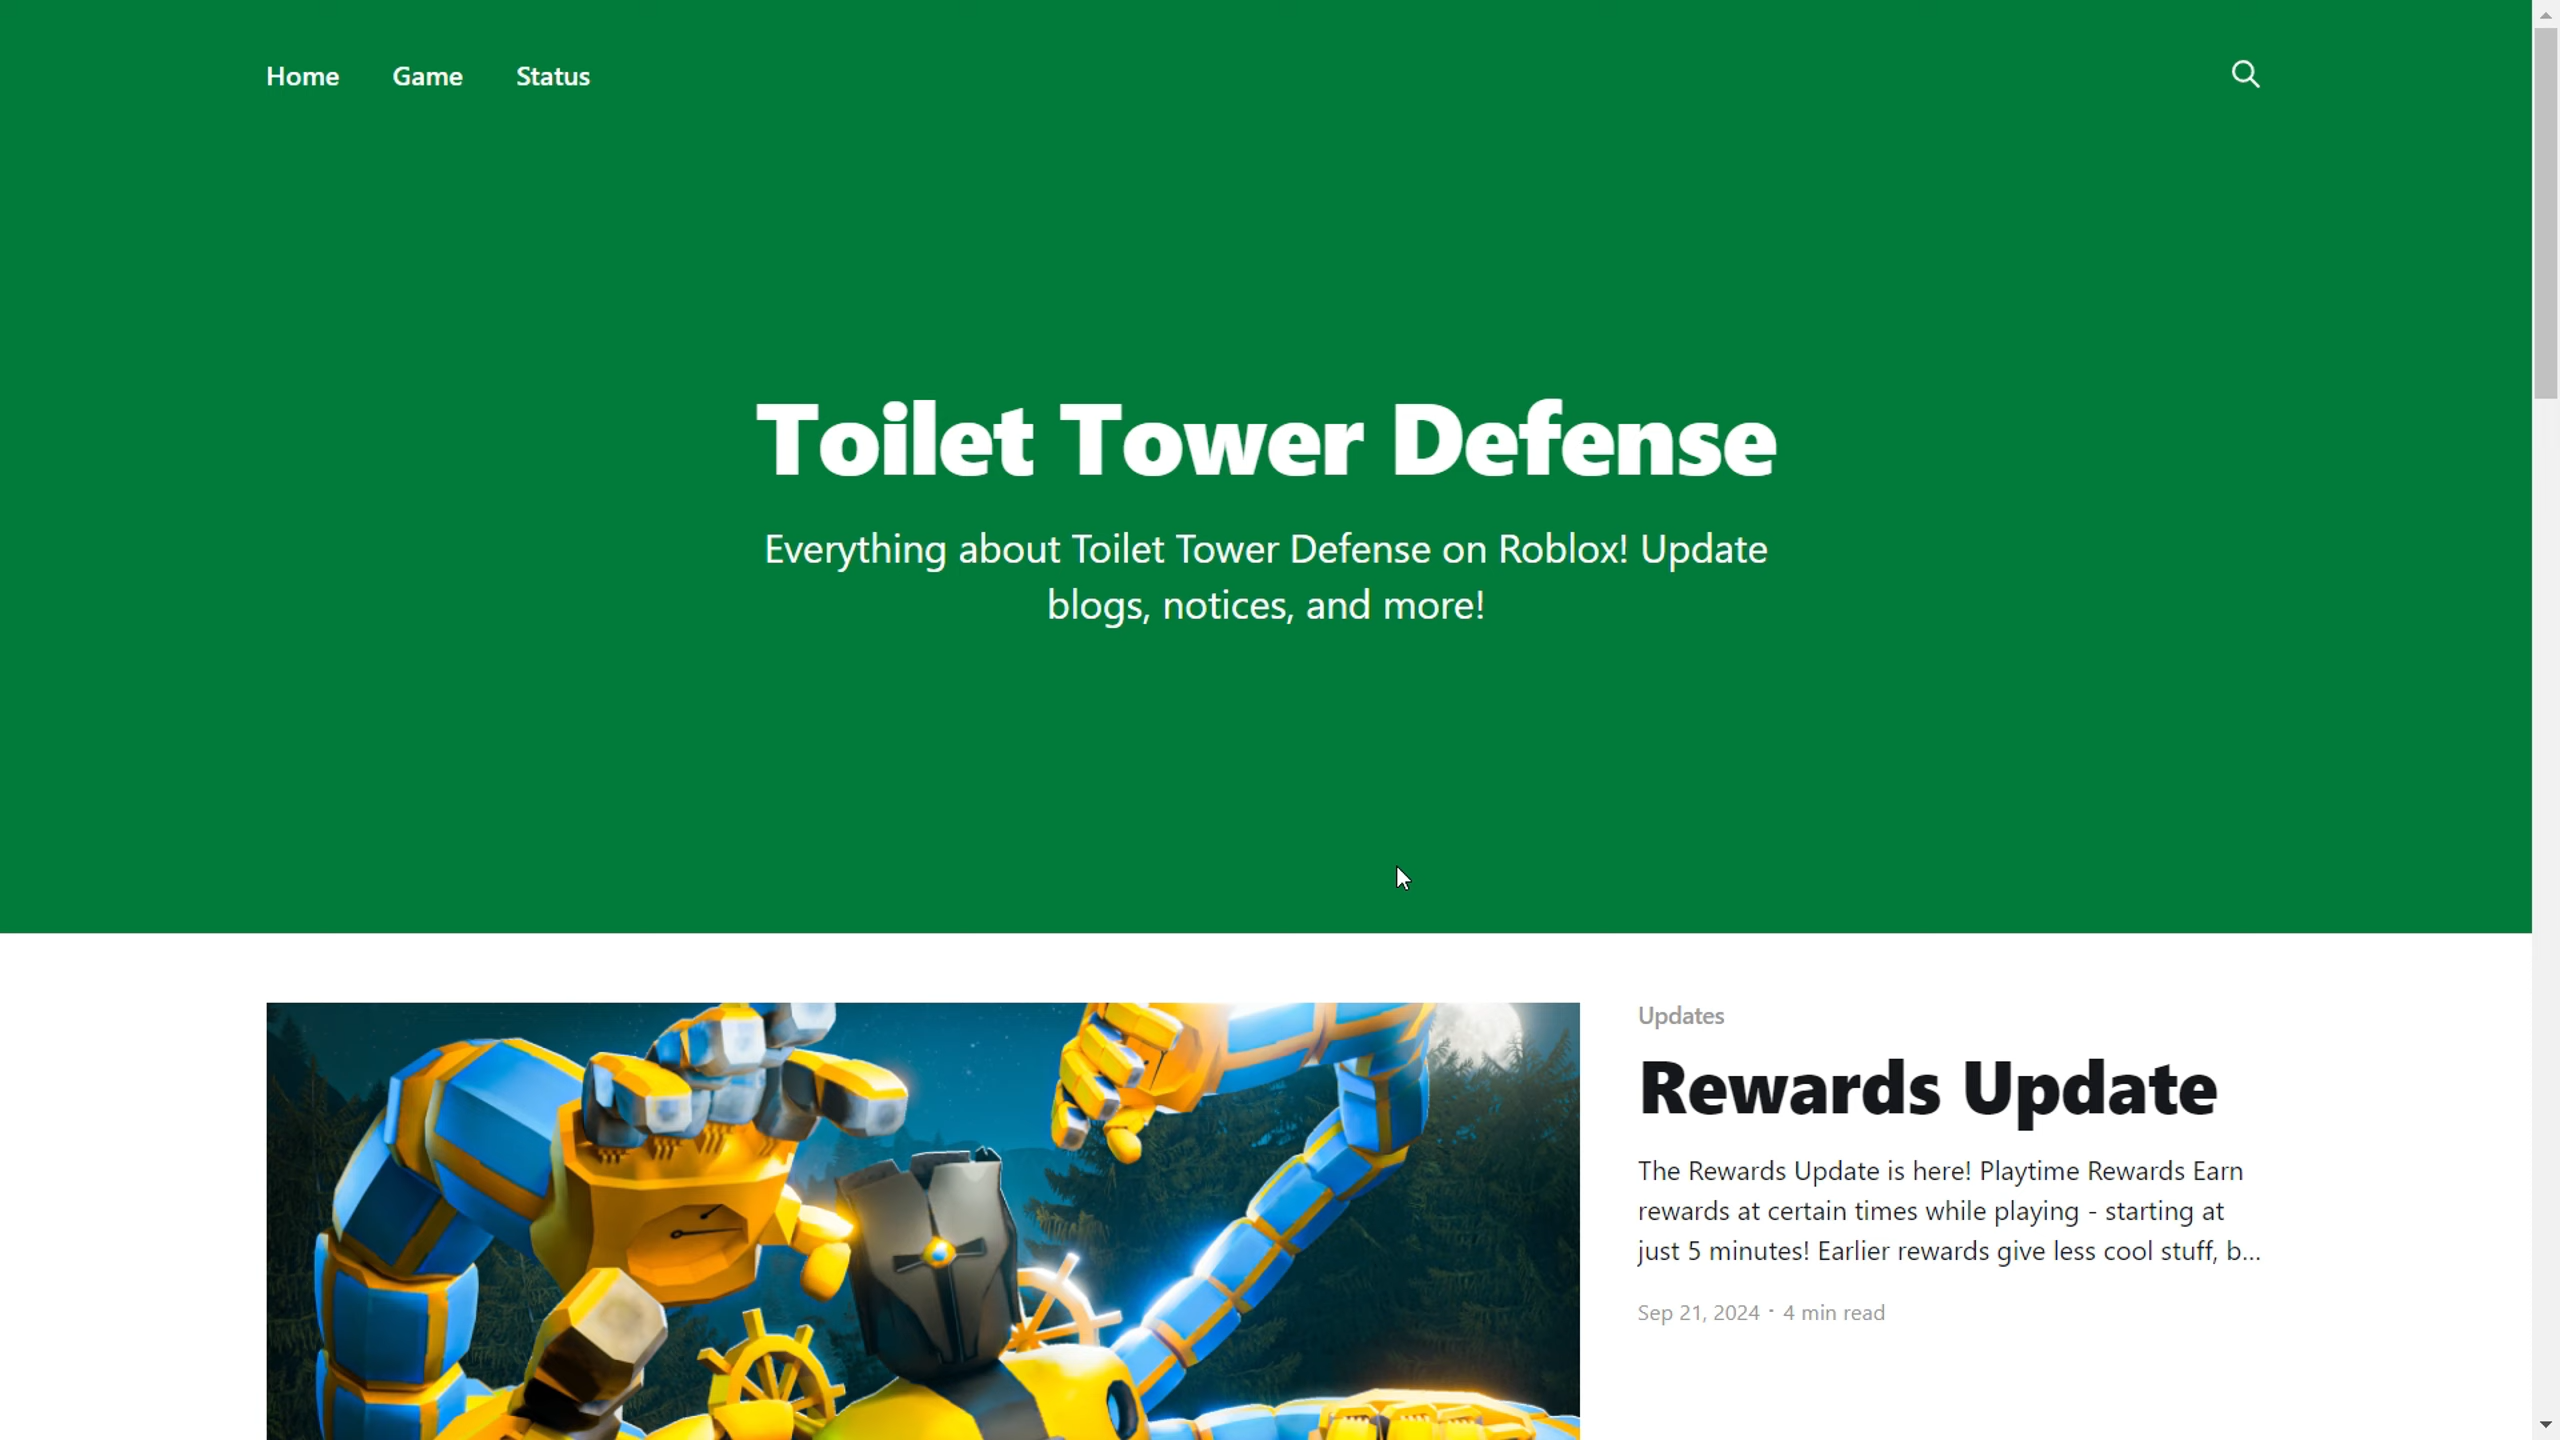 Home Game Status
Toilet Tower Defense
Everything about Toilet Tower Defense on Roblox! Update
blogs, notices, and more!
Updates
Rewards Update
The Rewards Update is here! Playtime Rewards Earn
rewards at certain times while playing - starting at
just 5 minutes! Earlier rewards give less cool stuff, b...
Sep 21, 2024 · 4 min read